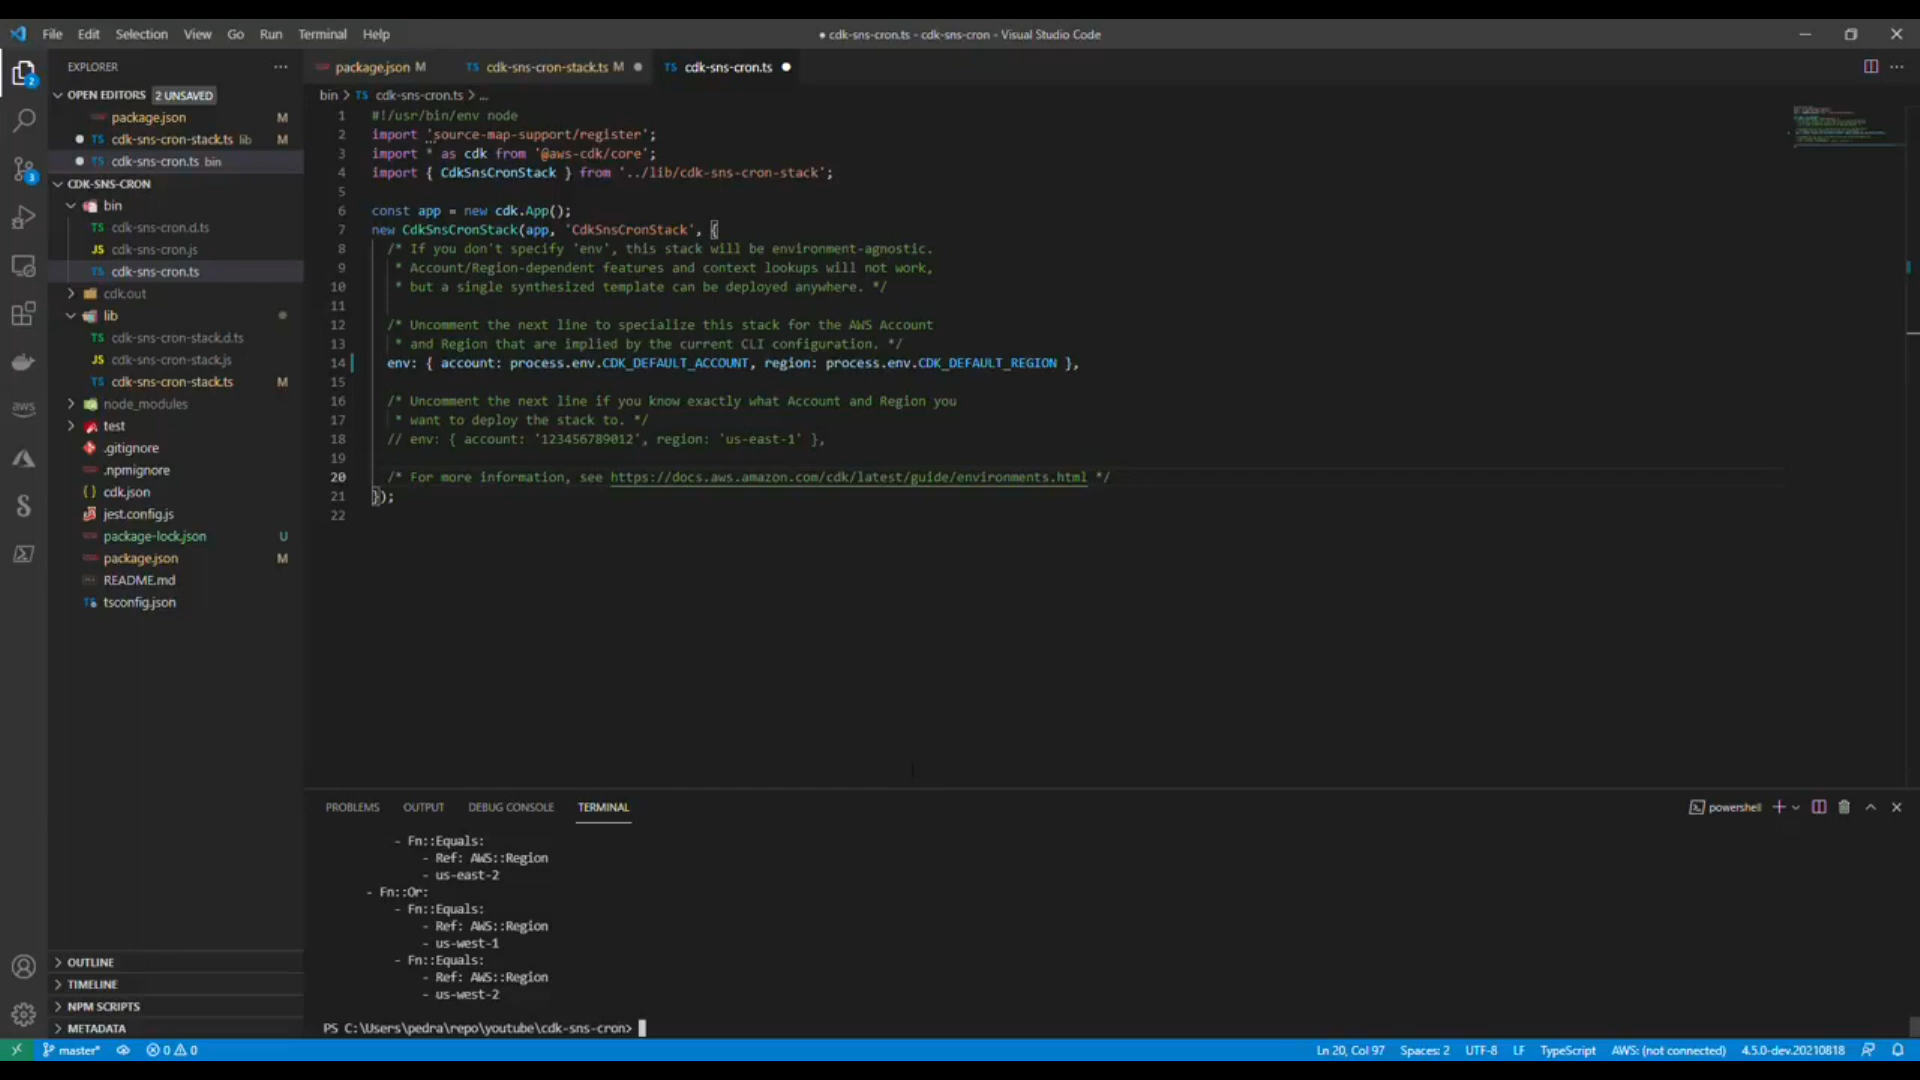 File Edit Selection View Go Run Terminal Help
● cdk-sns-cron.ts - cdk-sns-cron - Visual Studio Code
EXPLORER
OPEN EDITORS 2 UNSAVED
package.json M
TS cdk-sns-cron-stack.ts lib M
TS cdk-sns-cron.ts bin
CDK-SNS-CRON
bin
TS cdk-sns-cron.d.ts
JS cdk-sns-cron.js
TS cdk-sns-cron.ts
cdk.out
lib
TS cdk-sns-cron-stack.d.ts
JS cdk-sns-cron-stack.js
TS cdk-sns-cron-stack.ts M
node_modules
test
.gitignore
.npmignore
{ } cdk.json
jest.config.js
package-lock.json U
package.json M
README.md
TS tsconfig.json
OUTLINE
TIMELINE
NPM SCRIPTS
METADATA
2
3
aws
package.json M TS cdk-sns-cron-stack.ts M ● TS cdk-sns-cron.ts ●
bin > TS cdk-sns-cron.ts > ...
1 #!/usr/bin/env node
2 import 'source-map-support/register';
3 import * as cdk from '@aws-cdk/core';
4 import { CdkSnsCronStack } from '../lib/cdk-sns-cron-stack';
5
6 const app = new cdk.App();
7 new CdkSnsCronStack(app, 'CdkSnsCronStack', {
8 /* If you don't specify 'env', this stack will be environment-agnostic.
9 * Account/Region-dependent features and context lookups will not work,
10 * but a single synthesized template can be deployed anywhere. */
11
12 /* Uncomment the next line to specialize this stack for the AWS Account
13 * and Region that are implied by the current CLI configuration. */
14 env: { account: process.env.CDK_DEFAULT_ACCOUNT, region: process.env.CDK_DEFAULT_REGION },
15
16 /* Uncomment the next line if you know exactly what Account and Region you
17 * want to deploy the stack to. */
18 // env: { account: '123456789012', region: 'us-east-1' },
19
20 /* For more information, see https://docs.aws.amazon.com/cdk/latest/guide/environments.html */
21 });
22
PROBLEMS OUTPUT DEBUG CONSOLE TERMINAL
powershell
- Fn::Equals:
- Ref: AWS::Region
- us-east-2
- Fn::Or:
- Fn::Equals:
- Ref: AWS::Region
- us-west-1
- Fn::Equals:
- Ref: AWS::Region
- us-west-2
PS C:\Users\pedra\repo\youtube\cdk-sns-cron>
master* 0 0
Ln 20, Col 97 Spaces: 2 UTF-8 LF TypeScript AWS: (not connected) 4.5.0-dev.20210818